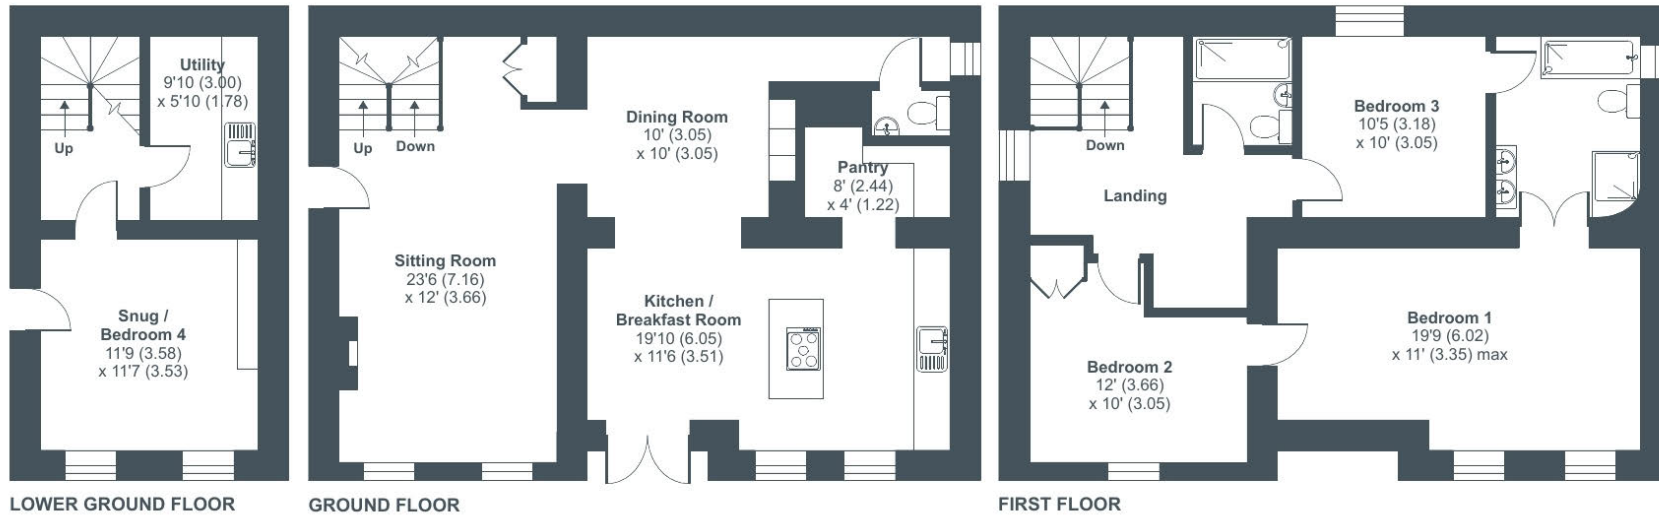 Utility
9'10 (3.00)
x 5'10 (1.78)
Up
Snug /
Bedroom 4
11'9 (3.58)
x 11'7 (3.53)
LOWER GROUND FLOOR
Up
Down
Dining Room
10' (3.05)
x 10' (3.05)
Pantry
8' (2.44)
x 4' (1.22)
Sitting Room
23'6 (7.16)
x 12' (3.66)
Kitchen /
Breakfast Room
19'10 (6.05)
x 11'6 (3.51)
GROUND FLOOR
Down
Landing
Bedroom 3
10'5 (3.18)
x 10' (3.05)
Bedroom 2
12' (3.66)
x 10' (3.05)
Bedroom 1
19'9 (6.02)
x 11' (3.35) max
FIRST FLOOR